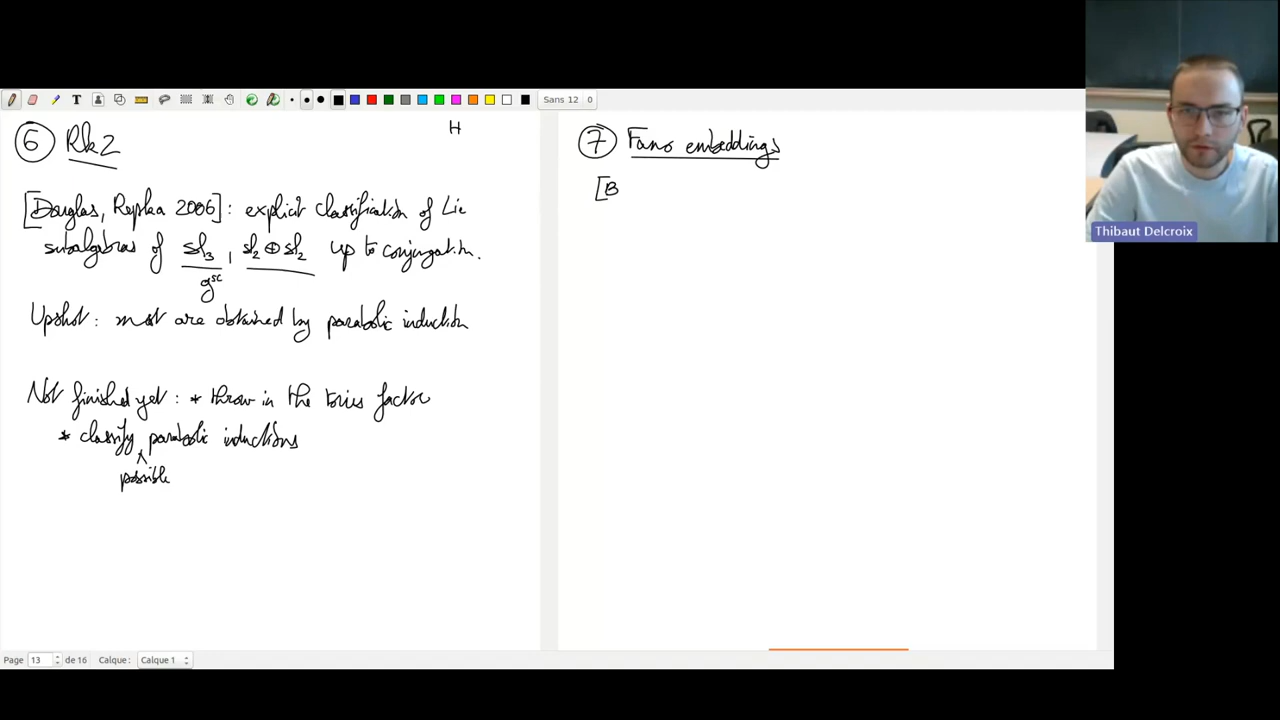 Sans 12 0
H
6 Rk2
[Douglas, Repka 2006] : explicit classification of Lie
subalgebras of sl3, sl2 ⊕ sl2 up to conjugation.
g^sc
Upshot : most are obtained by parabolic induction
Not finished yet : * throw in the torus factor
* classify parabolic inductions
^
possible
7 Fano embeddings
[B
Page 13 de 16 Calque : Calque 1
Thibaut Delcroix